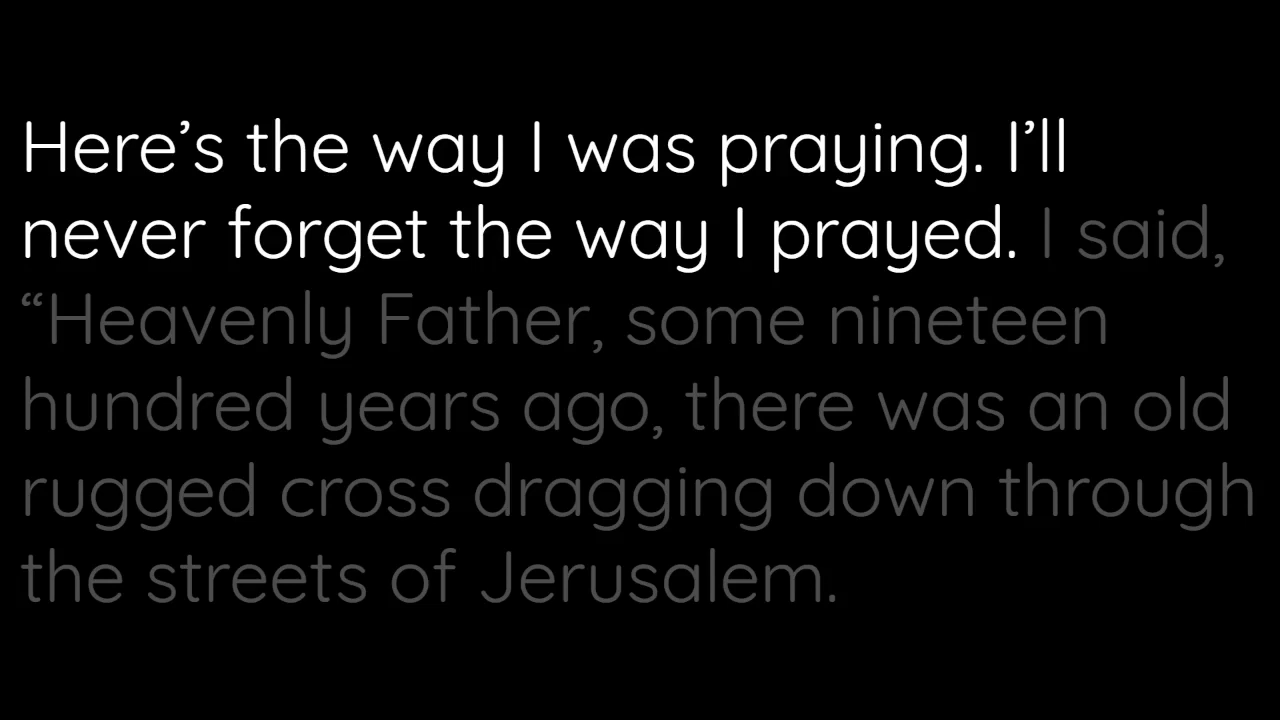 Here’s the way I was praying. I’ll
never forget the way I prayed. I said,
“Heavenly Father, some nineteen
hundred years ago, there was an old
rugged cross dragging down through
the streets of Jerusalem.